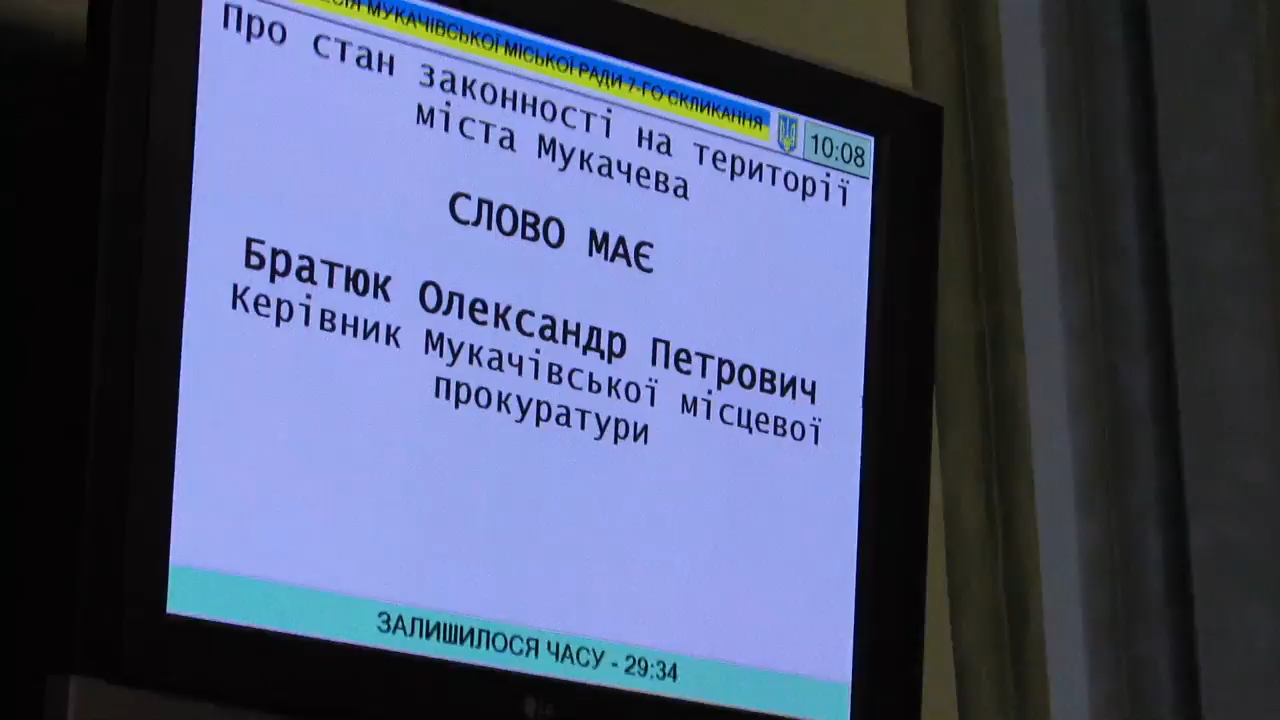 МУКАЧІВСЬКОЇ МІСЬКОЇ РАДИ 7-ГО СКЛИКАННЯ
10:08
Про стан законності на території
міста Мукачева
СЛОВО МАЄ
Братюк Олександр Петрович
Керівник Мукачівської місцевої
прокуратури
ЗАЛИШИЛОСЯ ЧАСУ - 29:34